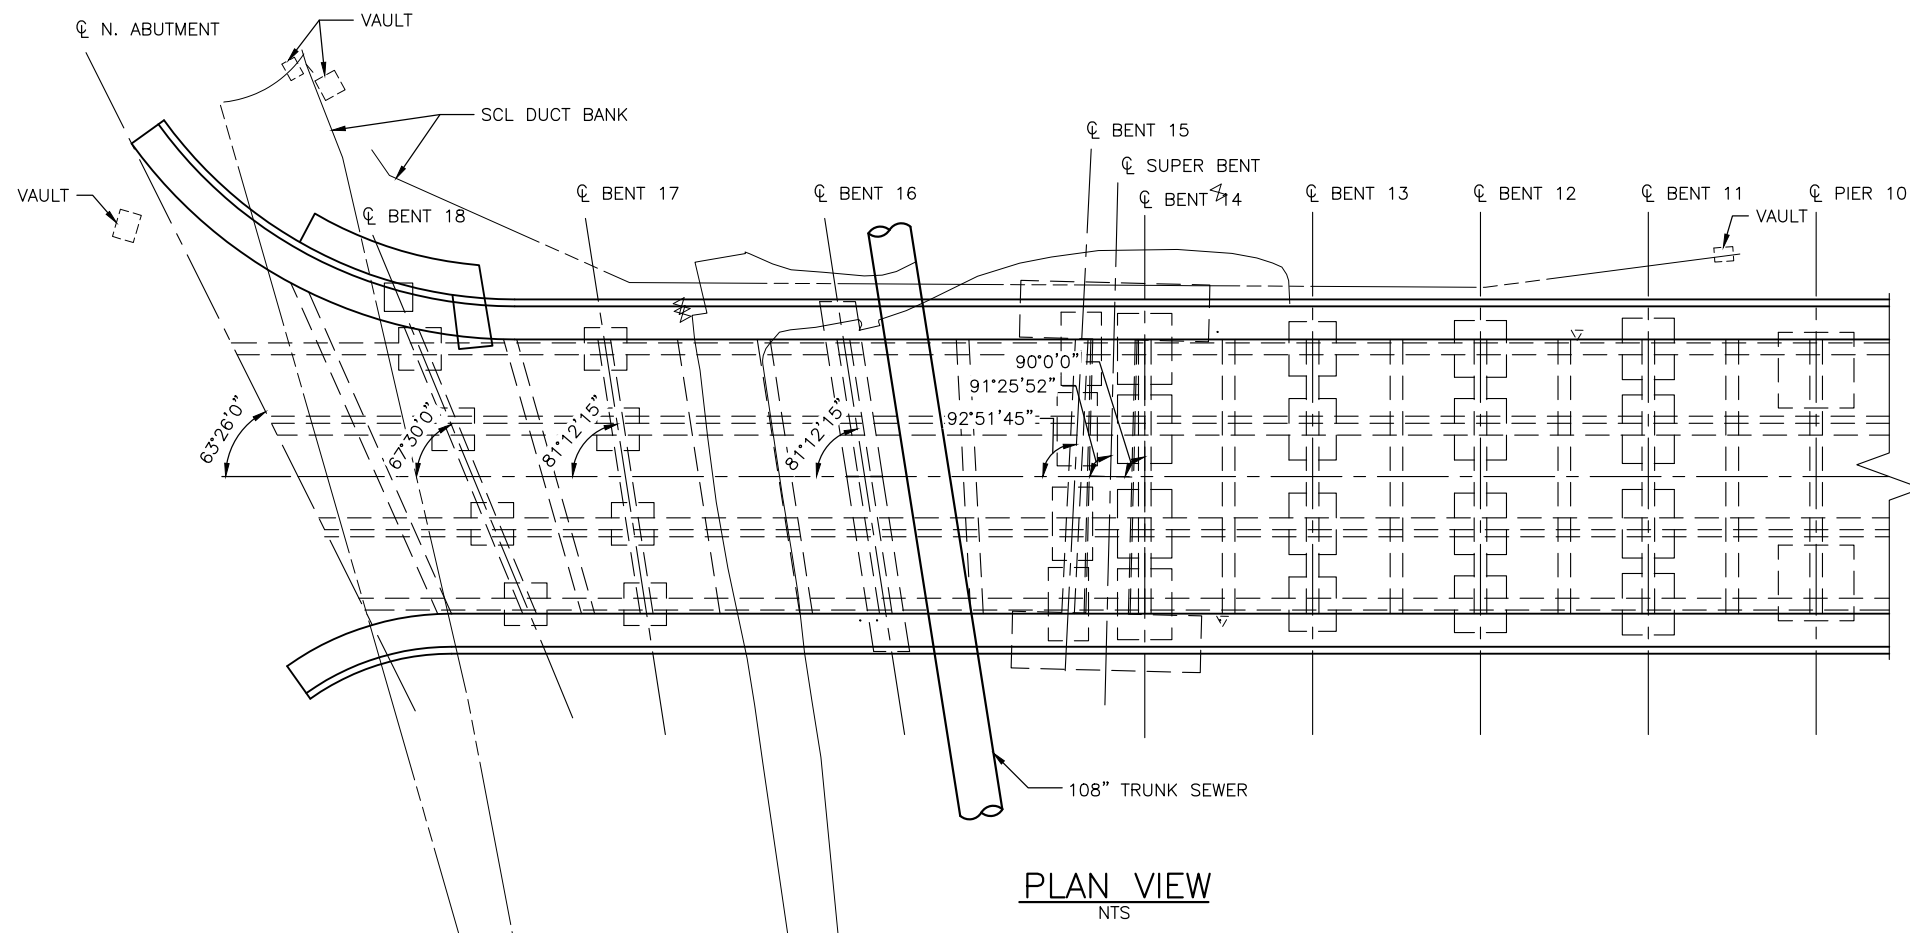 ℄ N. ABUTMENT
VAULT
SCL DUCT BANK
℄ BENT 15
℄ SUPER BENT
VAULT
℄ BENT 18
℄ BENT 17
℄ BENT 16
℄ BENT 14
℄ BENT 13
℄ BENT 12
℄ BENT 11
℄ PIER 10
VAULT
63°26'0"
67°30'0"
81°12'15"
81°12'15"
90°0'0"
91°25'52"
92°51'45"
108" TRUNK SEWER
PLAN VIEW
NTS